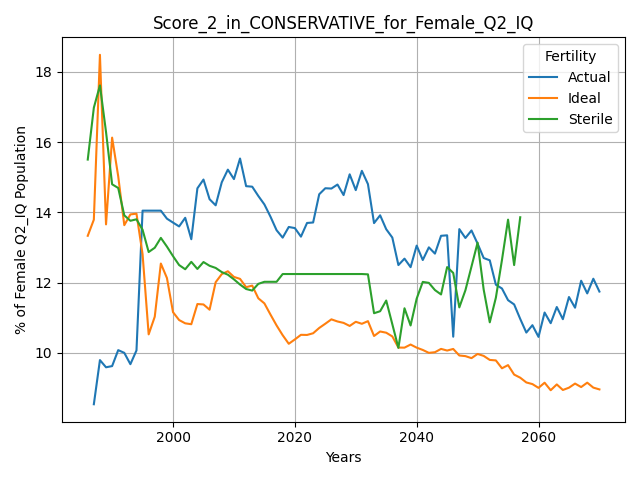 Score_2_in_CONSERVATIVE_for_Female_Q2_IQ
Fertility
Actual
Ideal
Sterile
% of Female Q2_IQ Population
18
16
14
12
10
2000 2020 2040 2060
Years